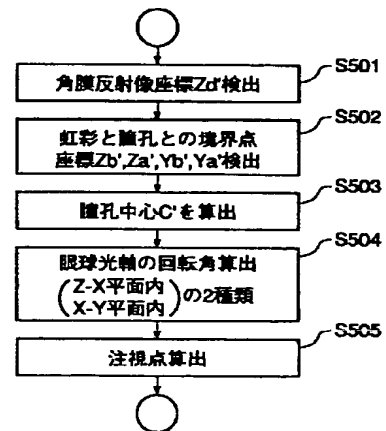 S501
角膜反射像座標Zd'検出
S502
虹彩と瞳孔との境界点
座標Zb',Za',Yb',Ya'検出
S503
瞳孔中心C'を算出
S504
眼球光軸の回転角算出
(Z-X平面内
X-Y平面内)の2種類
S505
注視点算出